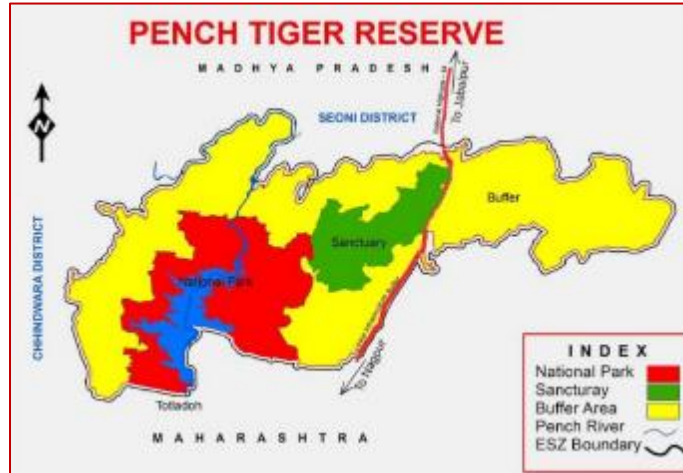 PENCH TIGER RESERVE
MADHYA PRADESH
To Jabalpur
SEONI DISTRICT
CHHINDWARA DISTRICT
N
Buffer
Sanctuary
National Park
To Nagpur
Totladoh
MAHARASHTRA
INDEX
National Park
Sancturay
Buffer Area
Pench River
ESZ Boundary